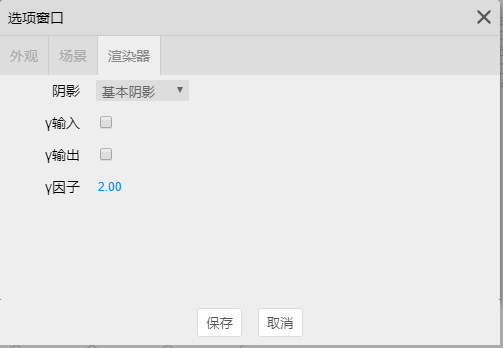 选项窗口
外观 场景 渲染器
阴影 基本阴影
γ输入
γ输出
γ因子 2.00
保存 取消